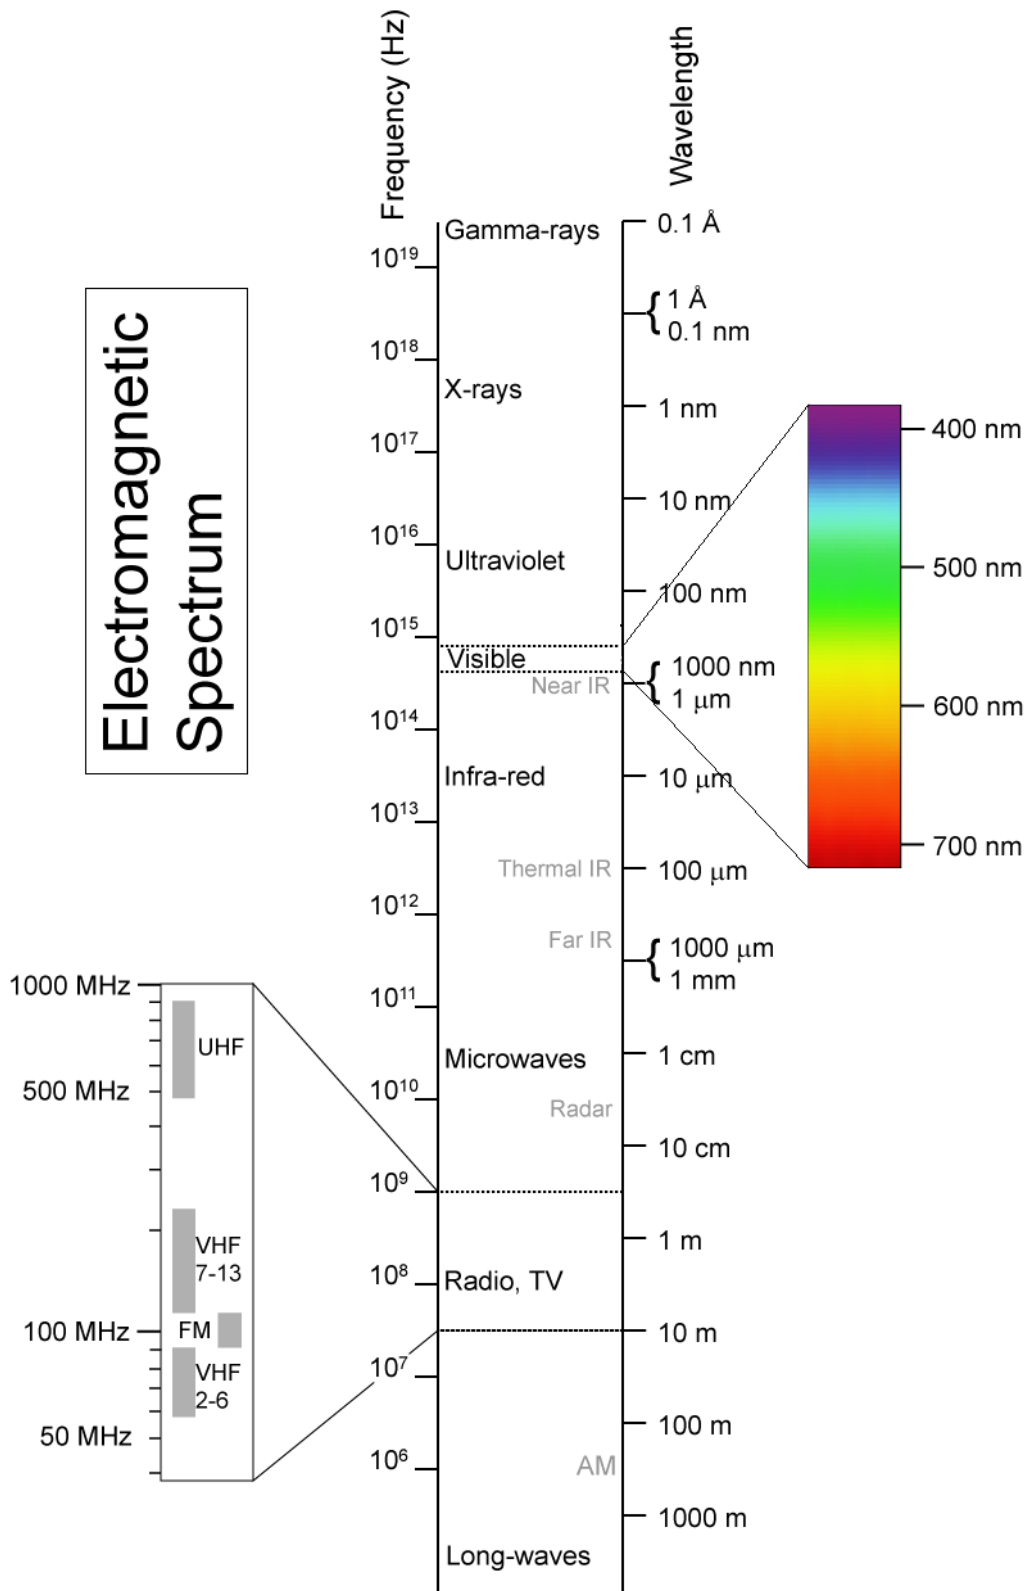 Frequency (Hz)
Wavelength
Electromagnetic
Spectrum
Gamma-rays
X-rays
Ultraviolet
Visible
Near IR
Infra-red
Thermal IR
Far IR
Microwaves
Radar
Radio, TV
AM
Long-waves
10¹⁹
10¹⁸
10¹⁷
10¹⁶
10¹⁵
10¹⁴
10¹³
10¹²
10¹¹
10¹⁰
10⁹
10⁸
10⁷
10⁶
0.1 Å
1 Å
0.1 nm
1 nm
10 nm
100 nm
1000 nm
1 μm
10 μm
100 μm
1000 μm
1 mm
1 cm
10 cm
1 m
10 m
100 m
1000 m
400 nm
500 nm
600 nm
700 nm
1000 MHz
500 MHz
100 MHz
50 MHz
UHF
VHF
7-13
FM
VHF
2-6